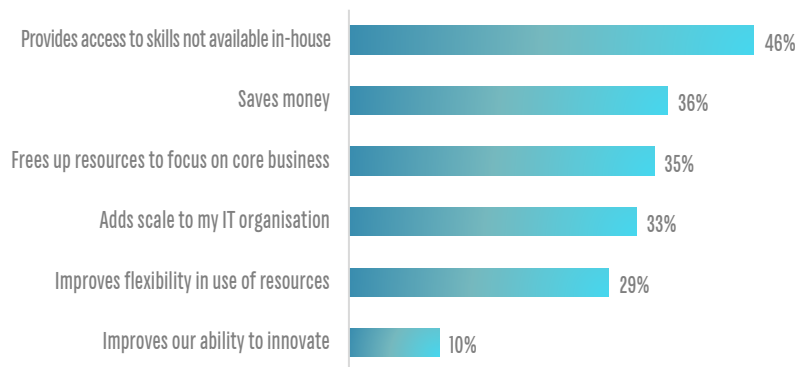 Provides access to skills not available in-house 46%
Saves money 36%
Frees up resources to focus on core business 35%
Adds scale to my IT organisation 33%
Improves flexibility in use of resources 29%
Improves our ability to innovate 10%